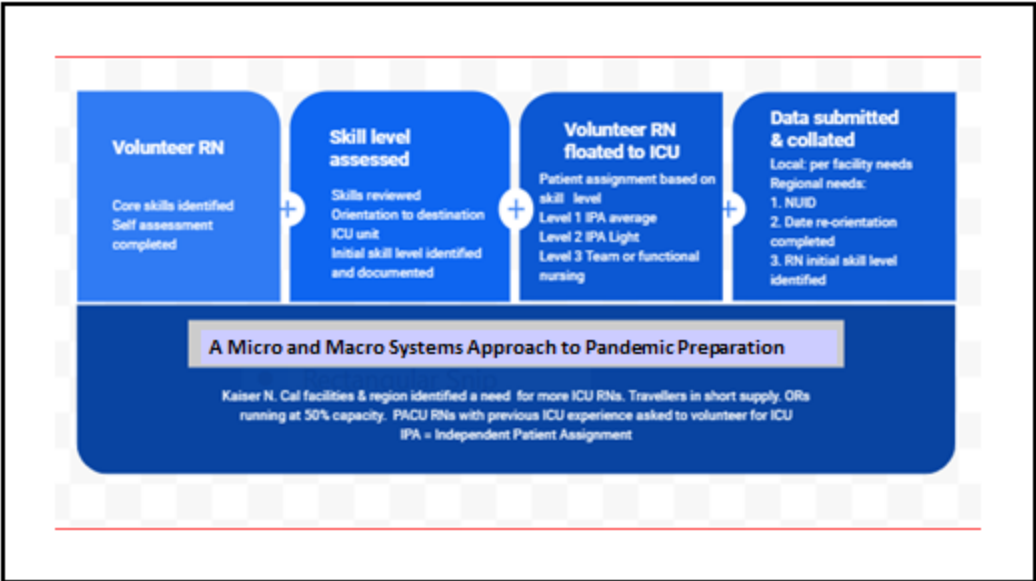 Volunteer RN
Core skills identified
Self assessment
completed
Skill level
assessed
Skills reviewed
Orientation to destination
ICU unit
Initial skill level identified
and documented
Volunteer RN
floated to ICU
Patient assignment based on
skill level
Level 1 IPA average
Level 2 IPA Light
Level 3 Team or functional
nursing
Data submitted
& collated
Local: per facility needs
Regional needs:
1. NUID
2. Date re-orientation
completed
3. RN initial skill level
identified
A Micro and Macro Systems Approach to Pandemic Preparation
Rectangular Snip
Kaiser N. Cal facilities & region identified a need for more ICU RNs. Travellers in short supply. ORs
running at 50% capacity. PACU RNs with previous ICU experience asked to volunteer for ICU
IPA = Independent Patient Assignment